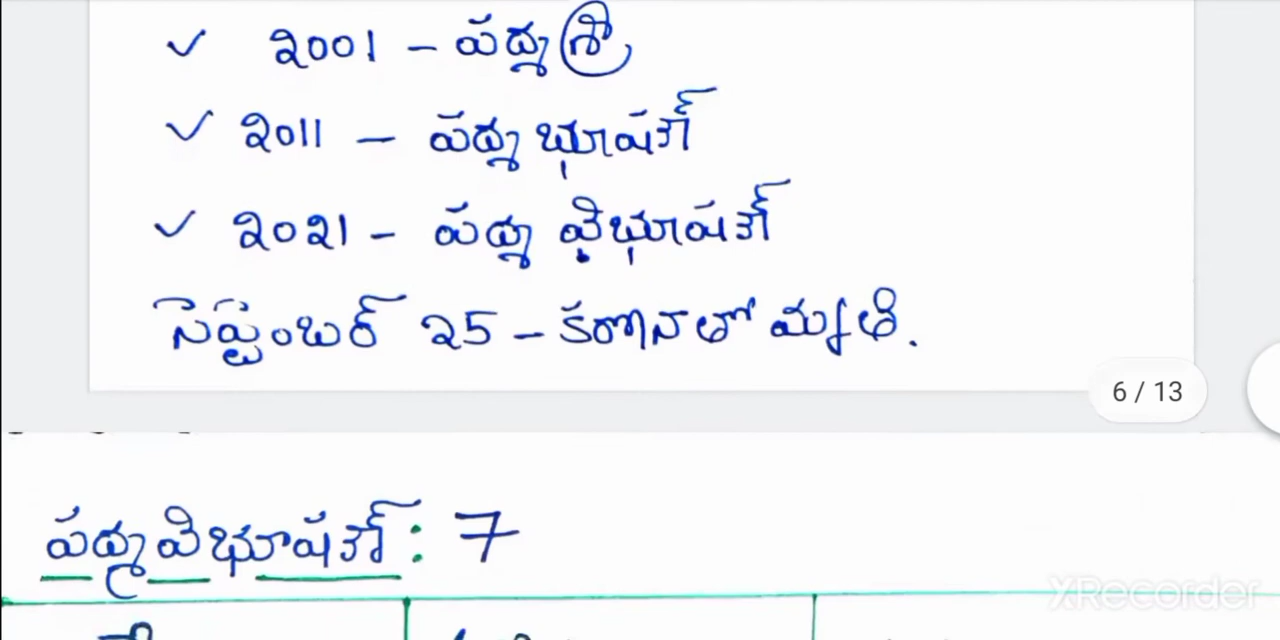 ✓ 2001 - పద్మశ్రీ
✓ 2011 - పద్మ భూషణ్
✓ 2021 - పద్మ విభూషణ్
సెప్టెంబర్ 25 - కరోనాతో మృతి.
6 / 13
పద్మవిభూషణ్ : 7
XRecorder